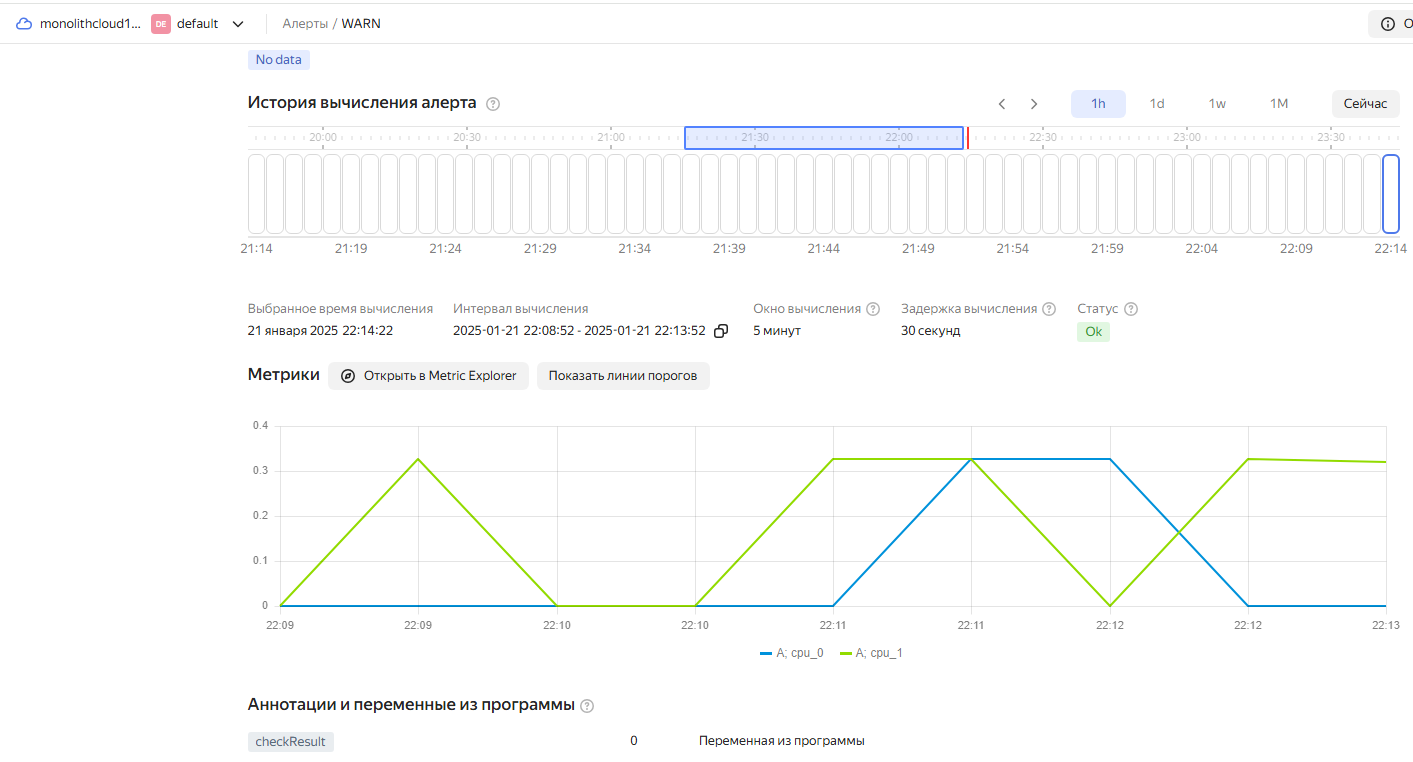 monolithcloud1... DE default Алерты / WARN О
No data
История вычисления алерта ? 1h 1d 1w 1M Сейчас
20:00 20:30 21:00 21:30 22:00 22:30 23:00 23:30
21:14 21:19 21:24 21:29 21:34 21:39 21:44 21:49 21:54 21:59 22:04 22:09 22:14
Выбранное время вычисления Интервал вычисления Окно вычисления ? Задержка вычисления ? Статус ?
21 января 2025 22:14:22 2025-01-21 22:08:52 - 2025-01-21 22:13:52 5 минут 30 секунд Ok
Метрики Открыть в Metric Explorer Показать линии порогов
0.4
0.3
0.2
0.1
0
22:09 22:09 22:10 22:10 22:11 22:11 22:12 22:12 22:13
A; cpu_0 A; cpu_1
Аннотации и переменные из программы ?
checkResult 0 Переменная из программы